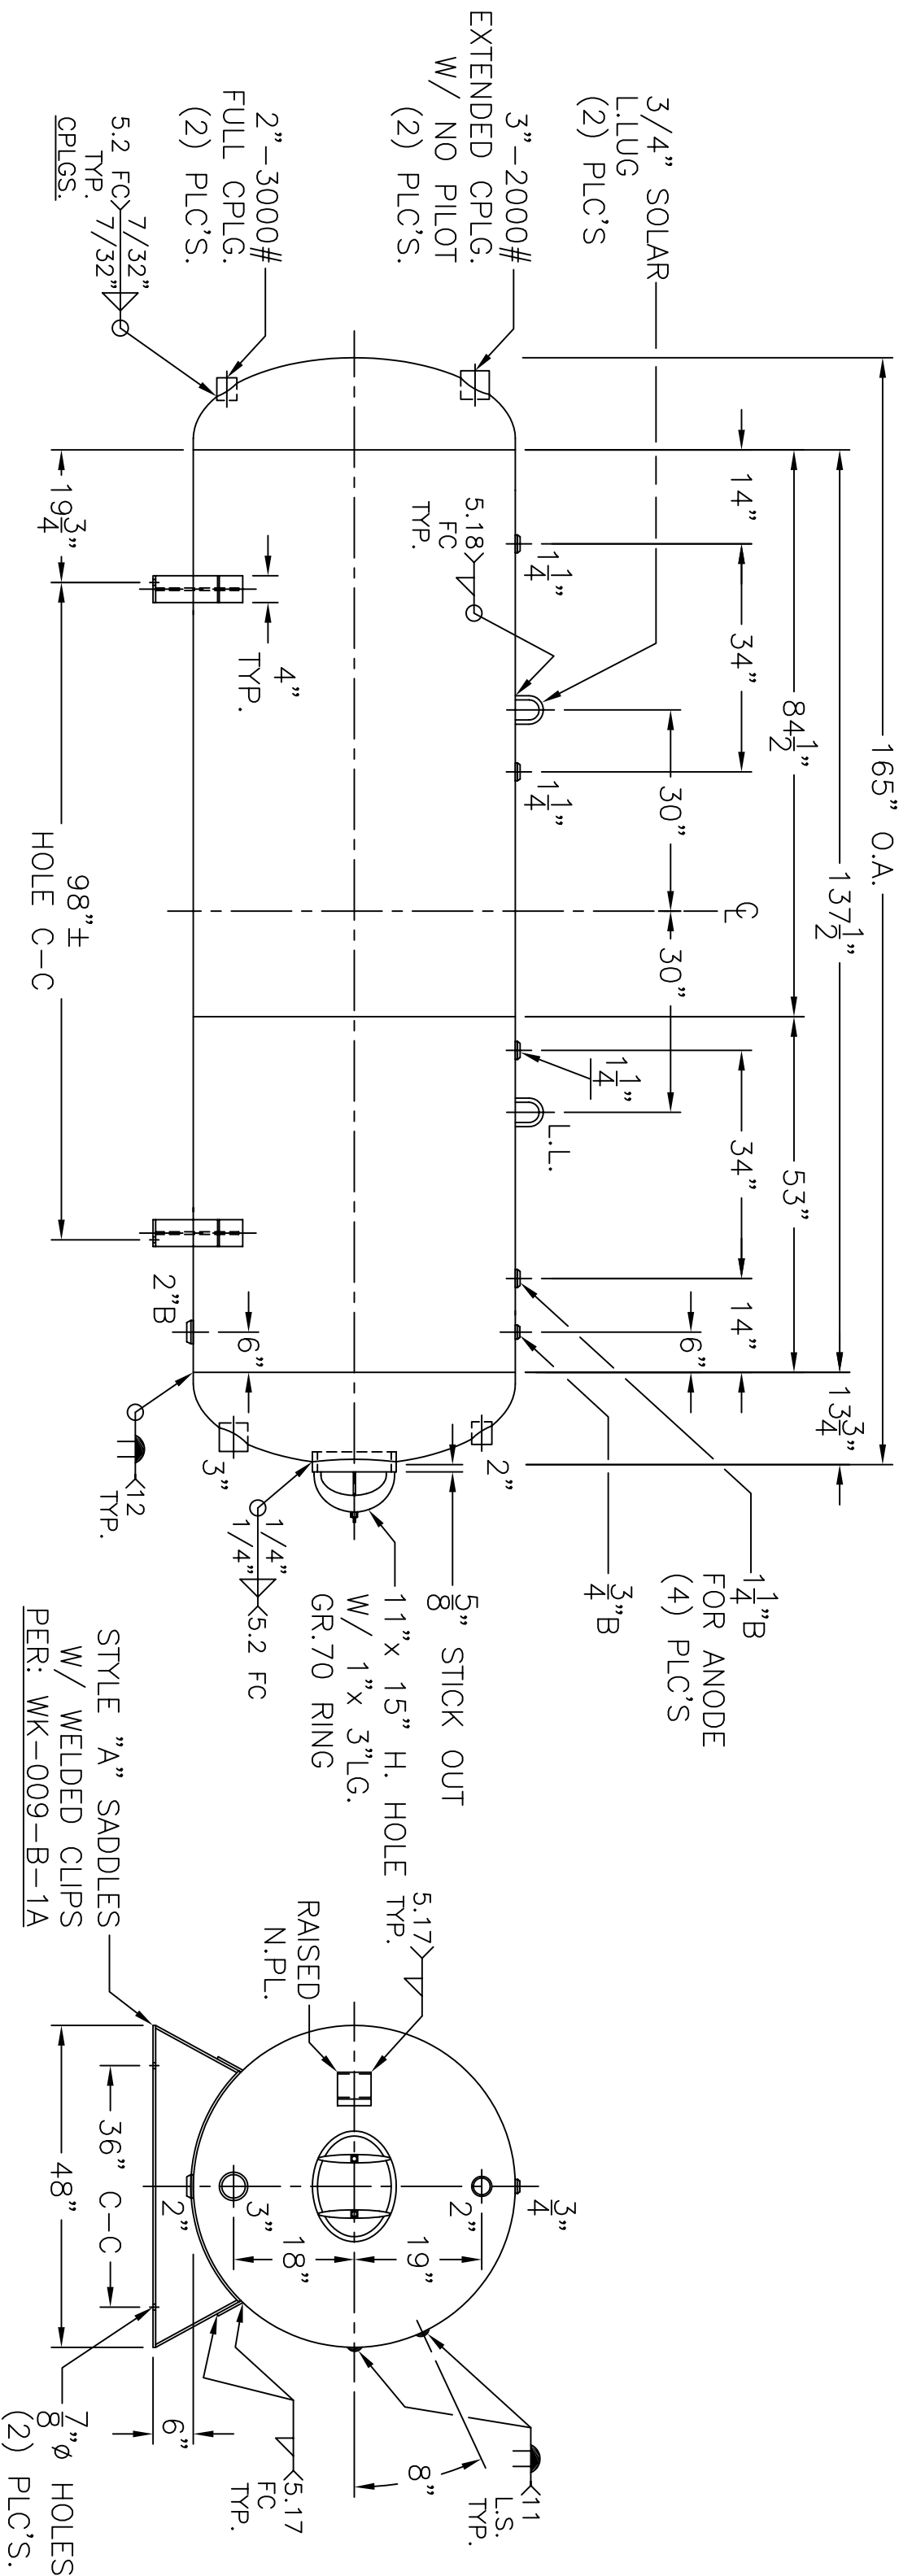 165" O.A.
137 1/2"
13 3/4"
84 1/2"
53"
14"
34"
34"
14"
6"
30"
30"
C L
3/4" SOLAR
L.LUG
(2) PLC'S
3"-2000#
EXTENDED CPLG.
W/ NO PILOT
(2) PLC'S.
2"-3000#
FULL CPLG.
(2) PLC'S.
5.2 FC
TYP.
CPLGS.
7/32"
7/32"
1 1/4"
1 1/4"
1 1/4"
L.L.
5.18
FC
TYP.
4"
TYP.
19 3/4"
98"±
HOLE C-C
2"B
6"
12
TYP.
3"
2"
1/4"
1/4"
5.2 FC
1 1/4"B
FOR ANODE
(4) PLC'S
3/4"B
5/8" STICK OUT
11"x 15" H. HOLE
W/ 1"x 3"LG.
GR.70 RING
5.17
TYP.
RAISED
N.PL.
STYLE "A" SADDLES
W/ WELDED CLIPS
PER: WK-009-B-1A
3/4"
2"
19"
18"
3"
2"
36" C-C
48"
6"
8"
11
L.S.
TYP.
5.17
FC
TYP.
7/8"ø HOLES
(2) PLC'S.